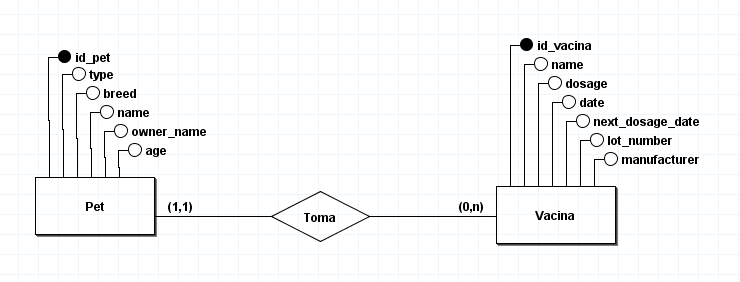 id_pet
type
breed
name
owner_name
age
Pet
(1,1)
Toma
(0,n)
id_vacina
name
dosage
date
next_dosage_date
lot_number
manufacturer
Vacina